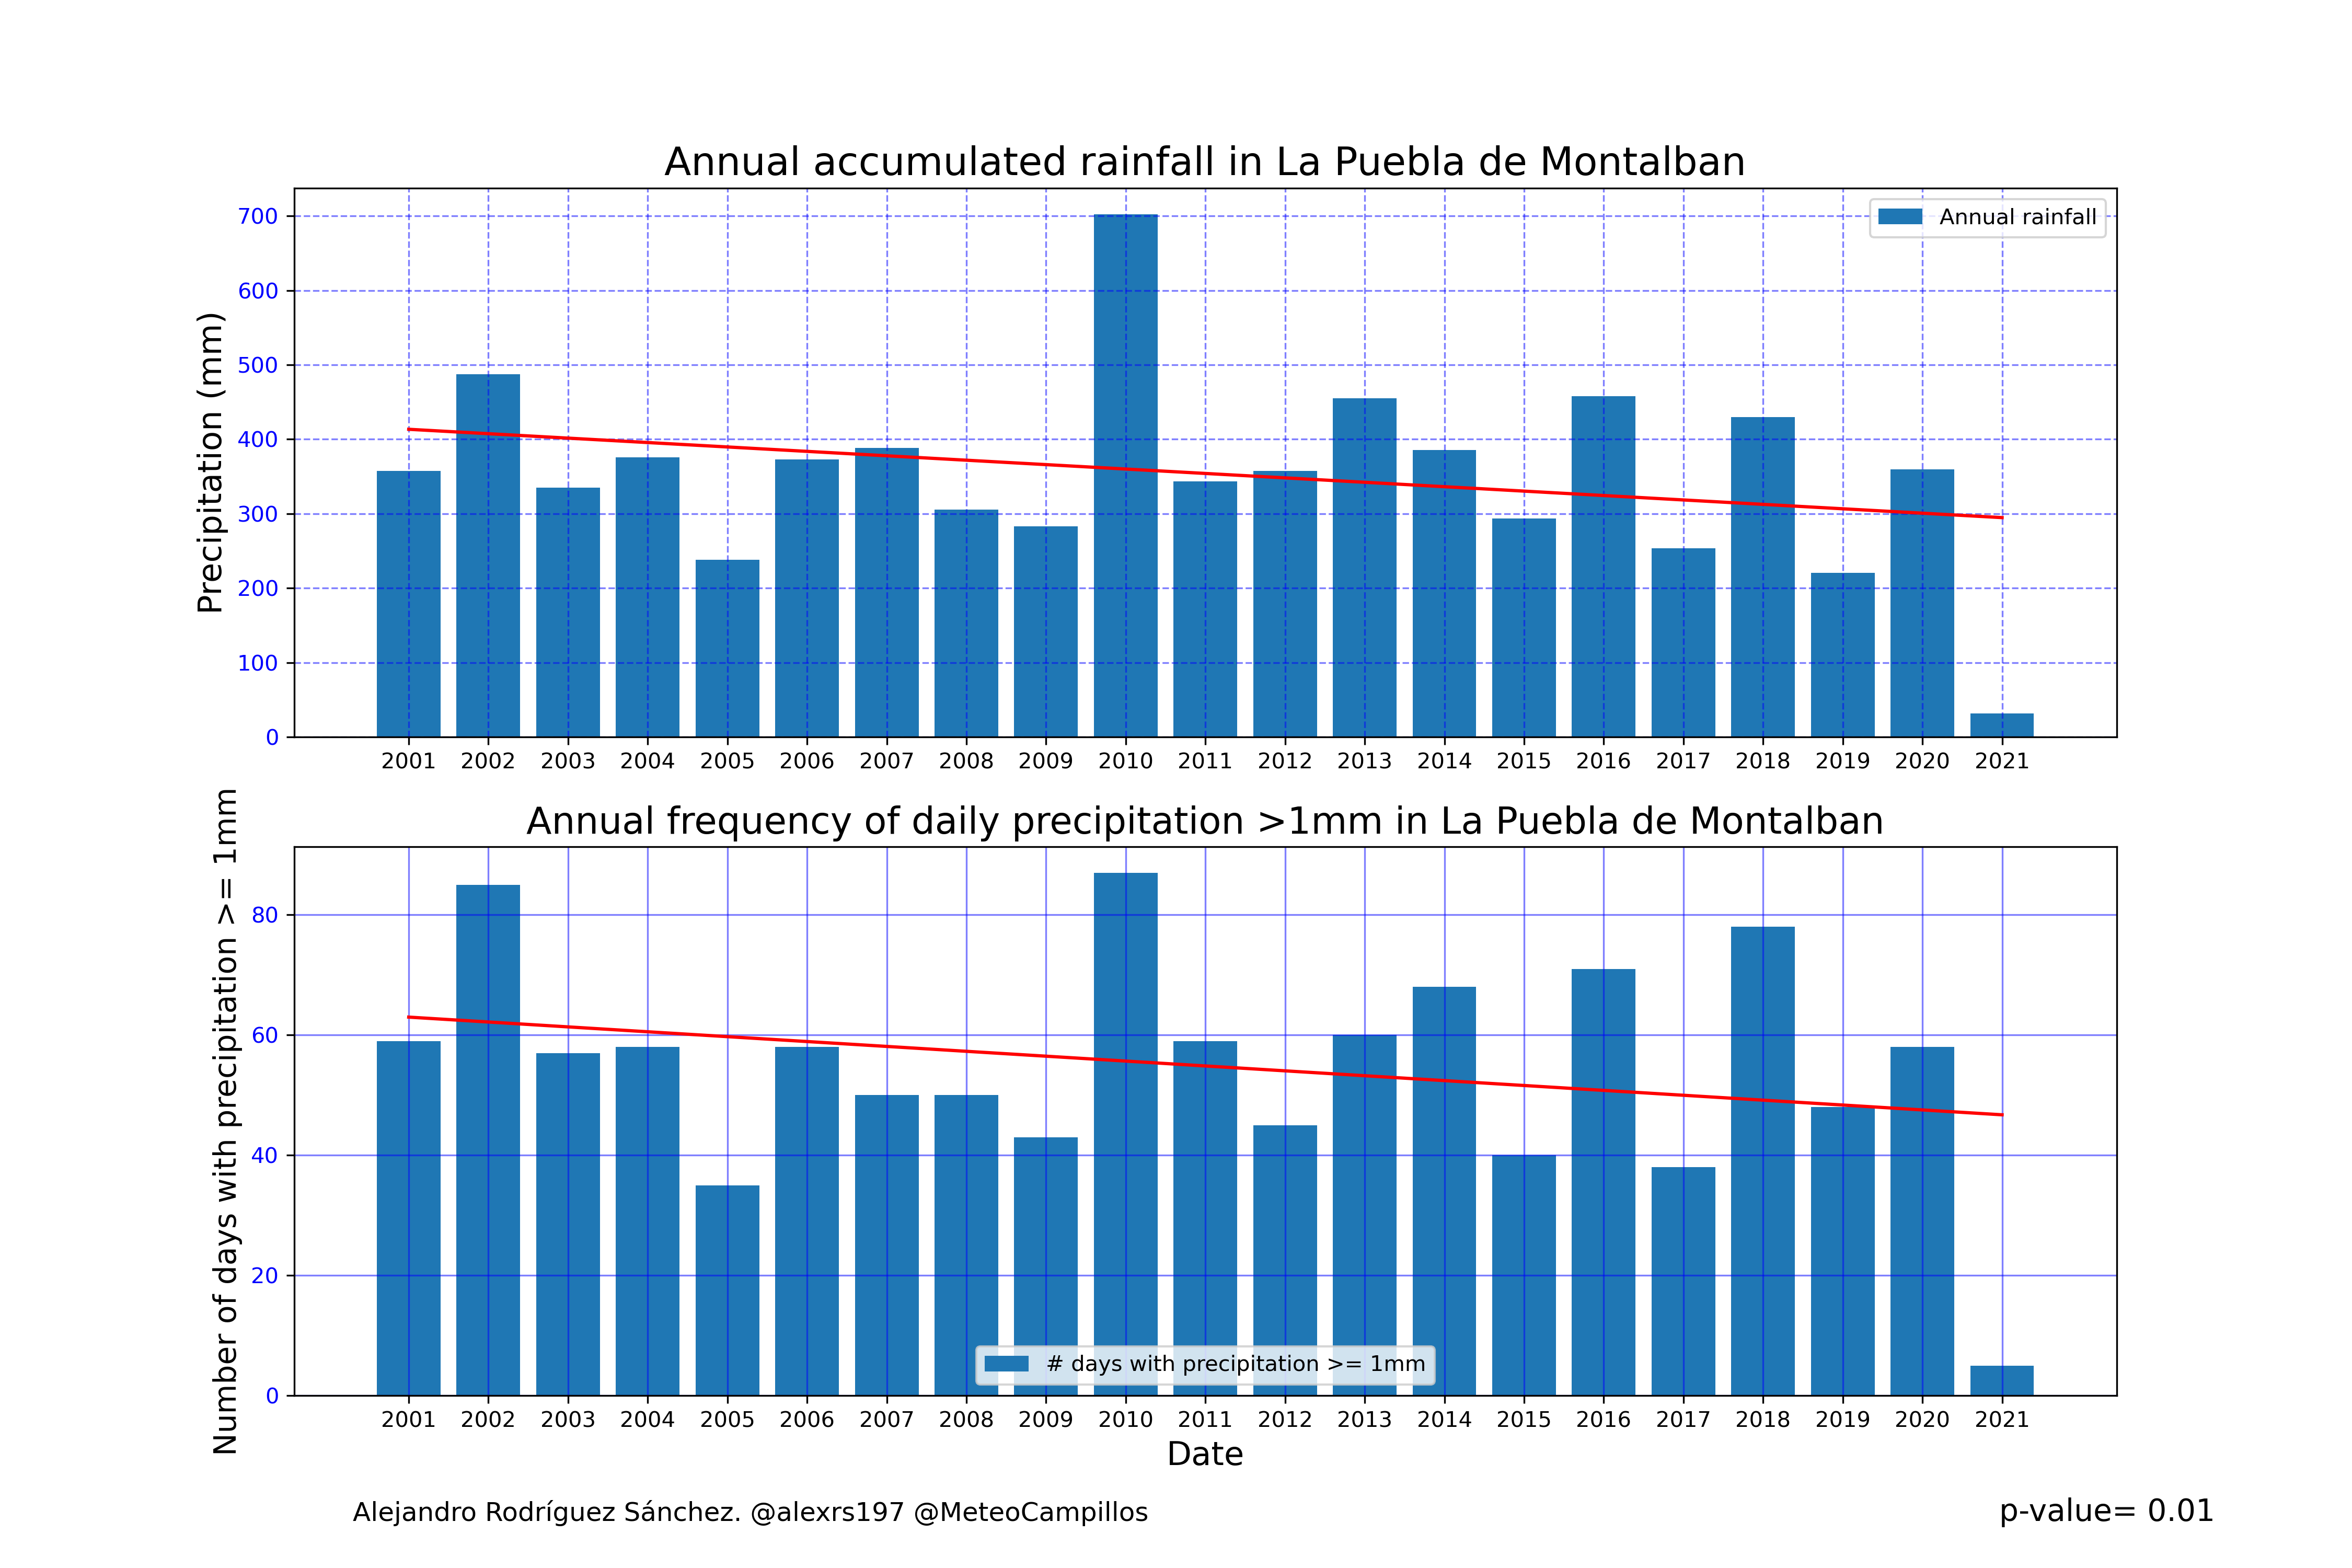 Annual accumulated rainfall in La Puebla de Montalban
Precipitation (mm)
700
600
500
400
300
200
100
0
Annual rainfall
2001 2002 2003 2004 2005 2006 2007 2008 2009 2010 2011 2012 2013 2014 2015 2016 2017 2018 2019 2020 2021
Annual frequency of daily precipitation >1mm in La Puebla de Montalban
Number of days with precipitation >= 1mm
80
60
40
20
0
# days with precipitation >= 1mm
2001 2002 2003 2004 2005 2006 2007 2008 2009 2010 2011 2012 2013 2014 2015 2016 2017 2018 2019 2020 2021
Date
Alejandro Rodríguez Sánchez. @alexrs197 @MeteoCampillos
p-value= 0.01